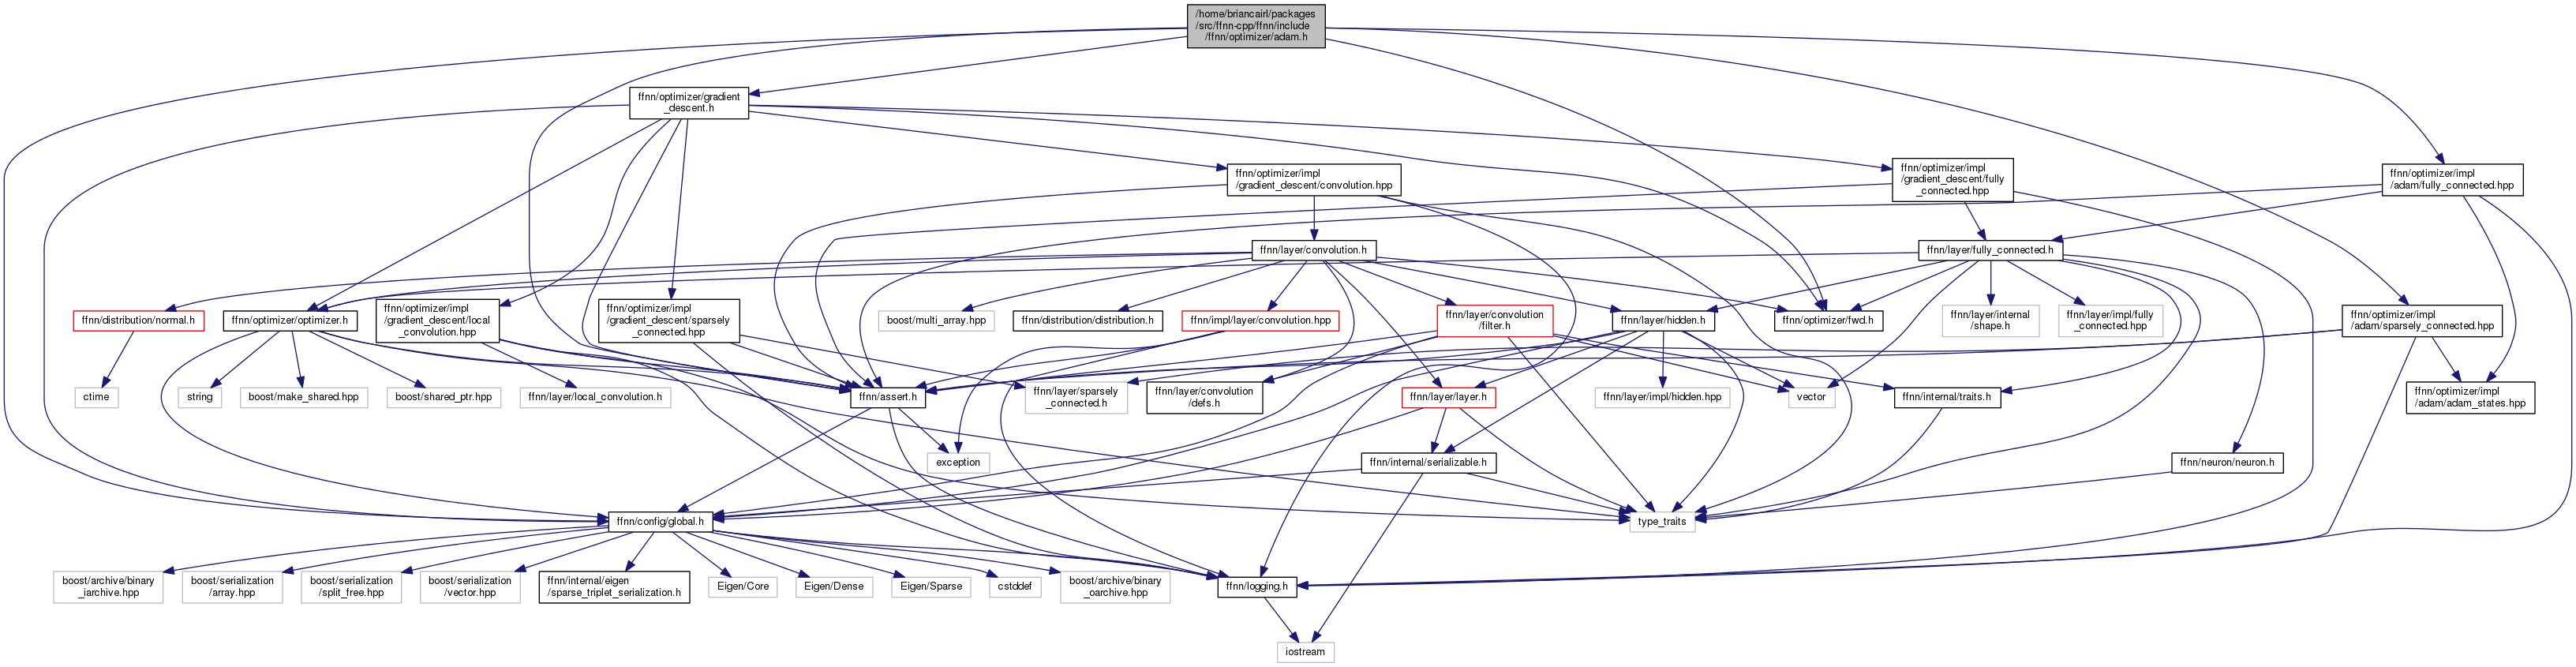 /home/briancairl/packages
/src/ffnn-cpp/ffnn/include
/ffnn/optimizer/adam.h
ffnn/optimizer/gradient
_descent.h
ffnn/optimizer/impl
/gradient_descent/convolution.hpp
ffnn/optimizer/impl
/gradient_descent/fully
_connected.hpp
ffnn/optimizer/impl
/adam/fully_connected.hpp
ffnn/layer/convolution.h
ffnn/layer/fully_connected.h
ffnn/distribution/normal.h
ffnn/optimizer/optimizer.h
ffnn/optimizer/impl
/gradient_descent/local
_convolution.hpp
ffnn/optimizer/impl
/gradient_descent/sparsely
_connected.hpp
boost/multi_array.hpp
ffnn/distribution/distribution.h
ffnn/impl/layer/convolution.hpp
ffnn/layer/convolution
/filter.h
ffnn/layer/hidden.h
ffnn/optimizer/fwd.h
ffnn/layer/internal
/shape.h
ffnn/layer/impl/fully
_connected.hpp
ffnn/optimizer/impl
/adam/sparsely_connected.hpp
ctime
string
boost/make_shared.hpp
boost/shared_ptr.hpp
ffnn/layer/local_convolution.h
ffnn/assert.h
ffnn/layer/sparsely
_connected.h
ffnn/layer/convolution
/defs.h
ffnn/layer/layer.h
ffnn/layer/impl/hidden.hpp
vector
ffnn/internal/traits.h
ffnn/optimizer/impl
/adam/adam_states.hpp
exception
ffnn/internal/serializable.h
ffnn/neuron/neuron.h
ffnn/config/global.h
type_traits
boost/archive/binary
_iarchive.hpp
boost/serialization
/array.hpp
boost/serialization
/split_free.hpp
boost/serialization
/vector.hpp
ffnn/internal/eigen
/sparse_triplet_serialization.h
Eigen/Core
Eigen/Dense
Eigen/Sparse
cstddef
boost/archive/binary
_oarchive.hpp
ffnn/logging.h
iostream